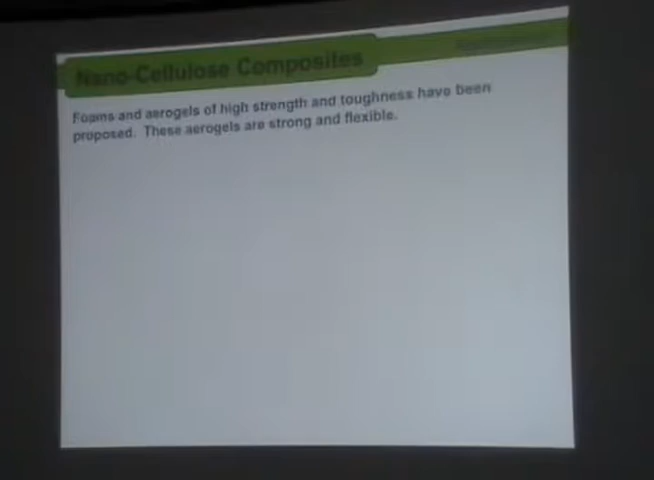 Nano-Cellulose Composites
Foams and aerogels of high strength and toughness have been
proposed. These aerogels are strong and flexible.